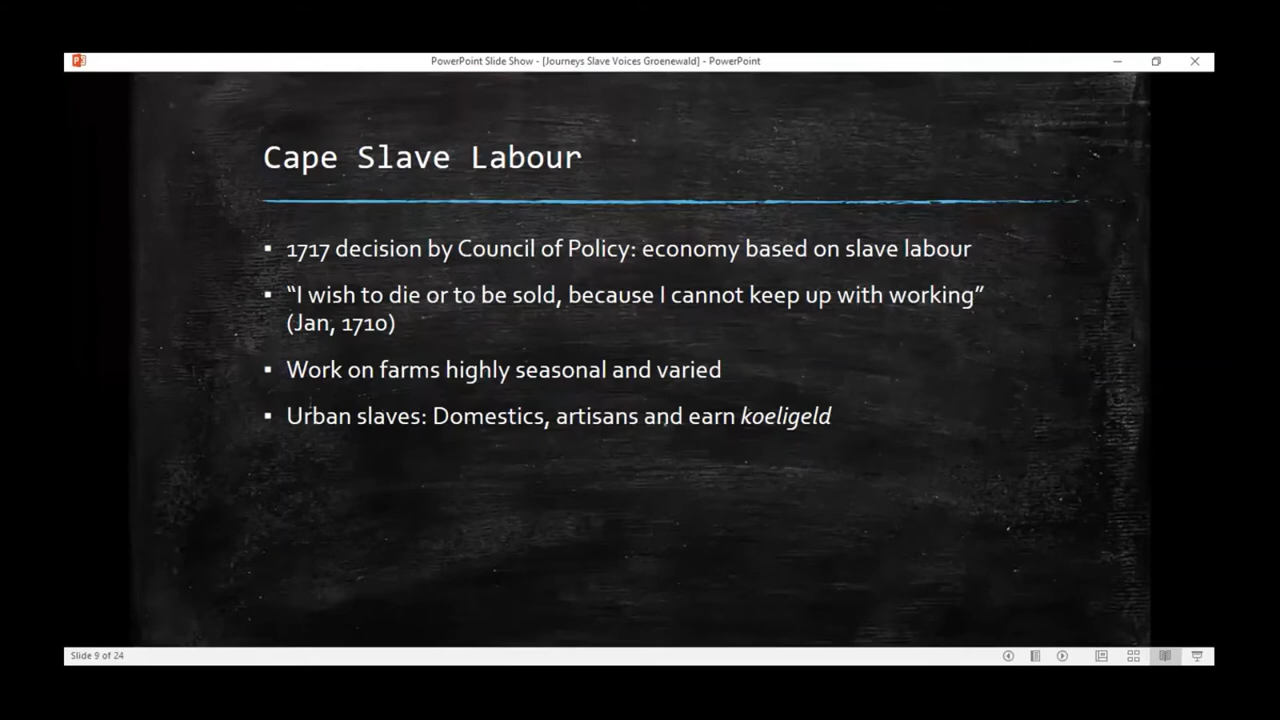 PowerPoint Slide Show - [Journeys Slave Voices Groenewald] - PowerPoint
Cape Slave Labour
▪ 1717 decision by Council of Policy: economy based on slave labour
▪ “I wish to die or to be sold, because I cannot keep up with working”
(Jan, 1710)
▪ Work on farms highly seasonal and varied
▪ Urban slaves: Domestics, artisans and earn koeligeld
Slide 9 of 24